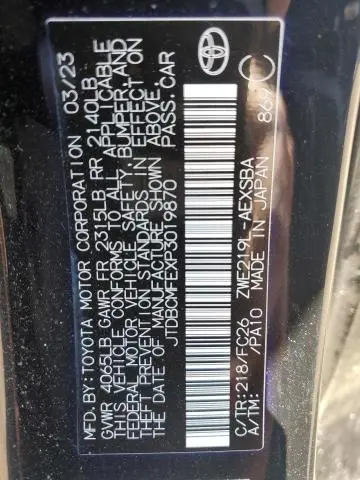 MFD.BY:TOYOTA MOTOR CORPORATION 03/23
GVWR 4065LB GAWR FR 2315LB RR 2140LB
THIS VEHICLE CONFORMS TO ALL APPLICABLE
FEDERAL MOTOR VEHICLE SAFETY,BUMPER,AND
THEFT PREVENTION STANDARDS IN EFFECT ON
THE DATE OF MANUFACTURE SHOWN ABOVE.
JTDBCMFEXP3019870 PASS.CAR
C/TR:218/FC26 ZWE219L-AEXSBA
A/TM: /PA10 MADE IN JAPAN
C
TOYOTA